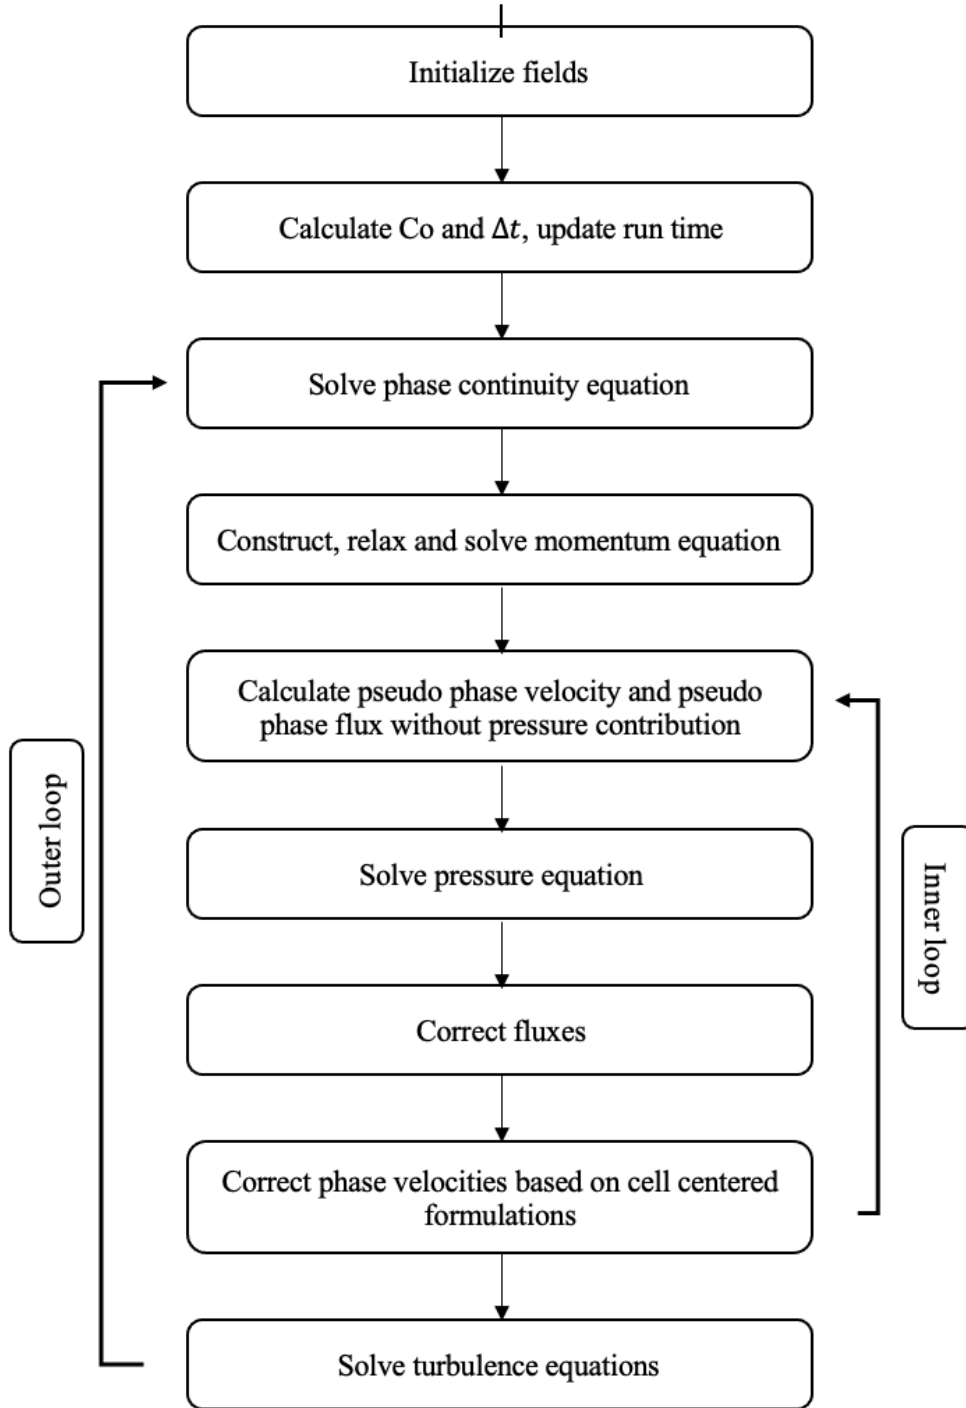 Initialize fields
Calculate Co and Δt, update run time
Solve phase continuity equation
Construct, relax and solve momentum equation
Calculate pseudo phase velocity and pseudo
phase flux without pressure contribution
Outer loop
Solve pressure equation
Inner loop
Correct fluxes
Correct phase velocities based on cell centered
formulations
Solve turbulence equations